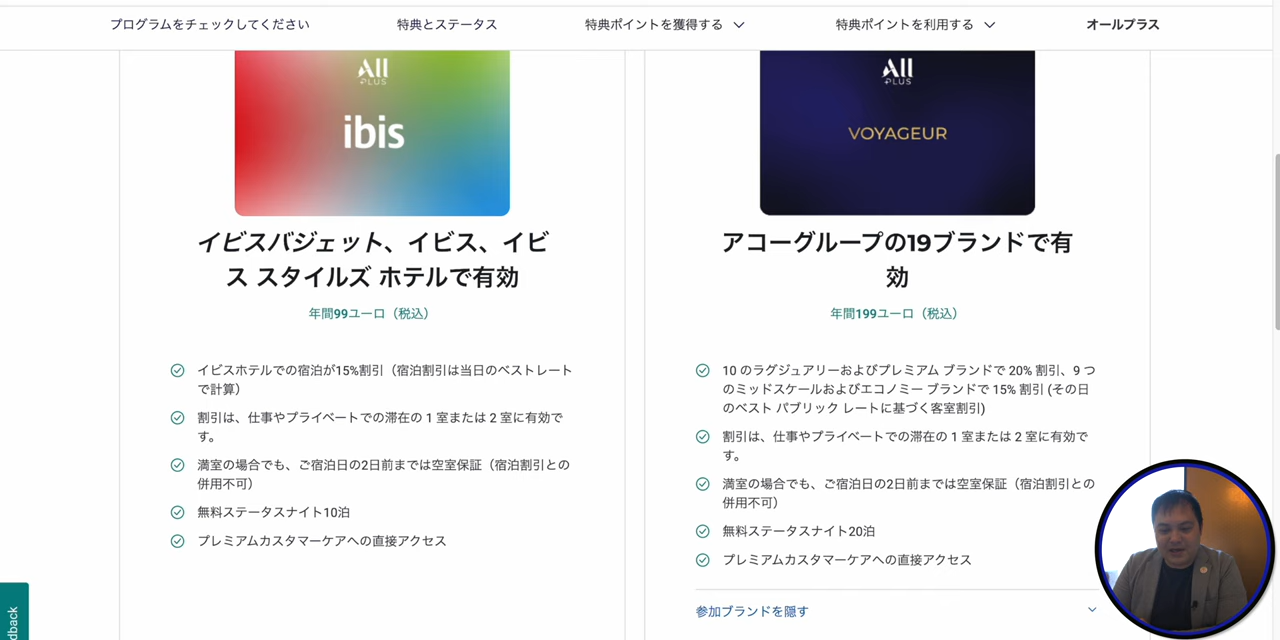 プログラムをチェックしてください
特典とステータス
特典ポイントを獲得する
特典ポイントを利用する
オールプラス
All
PLUS
ibis
イビスバジェット、イビス、イビ
ス スタイルズ ホテルで有効
年間99ユーロ（税込）
イビスホテルでの宿泊が15%割引（宿泊割引は当日のベストレート
で計算）
割引は、仕事やプライベートでの滞在の 1 室または 2 室に有効で
す。
満室の場合でも、ご宿泊日の2日前までは空室保証（宿泊割引との
併用不可）
無料ステータスナイト10泊
プレミアムカスタマーケアへの直接アクセス
All
PLUS
VOYAGEUR
アコーグループの19ブランドで有
効
年間199ユーロ（税込）
10 のラグジュアリーおよびプレミアム ブランドで 20% 割引、9 つ
のミッドスケールおよびエコノミー ブランドで 15% 割引 (その日
のベスト パブリック レートに基づく客室割引)
割引は、仕事やプライベートでの滞在の 1 室または 2 室に有効で
す。
満室の場合でも、ご宿泊日の2日前までは空室保証（宿泊割引との
併用不可）
無料ステータスナイト20泊
プレミアムカスタマーケアへの直接アクセス
参加ブランドを隠す
dback